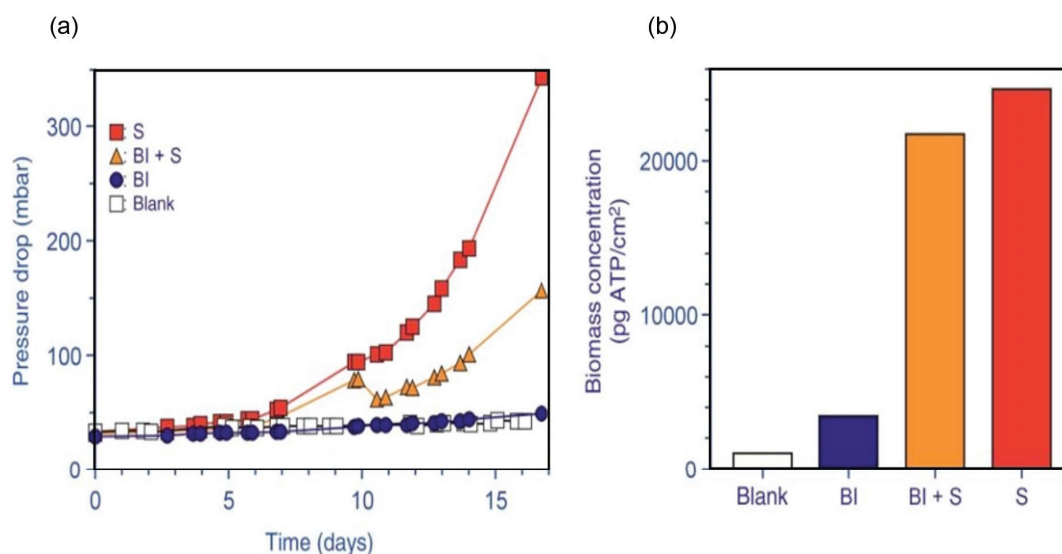 (a)
(b)
Pressure drop (mbar)
300
200
100
0
S
BI + S
BI
Blank
0
5
10
15
Time (days)
Biomass concentration
(pg ATP/cm²)
20000
10000
0
Blank
BI
BI + S
S